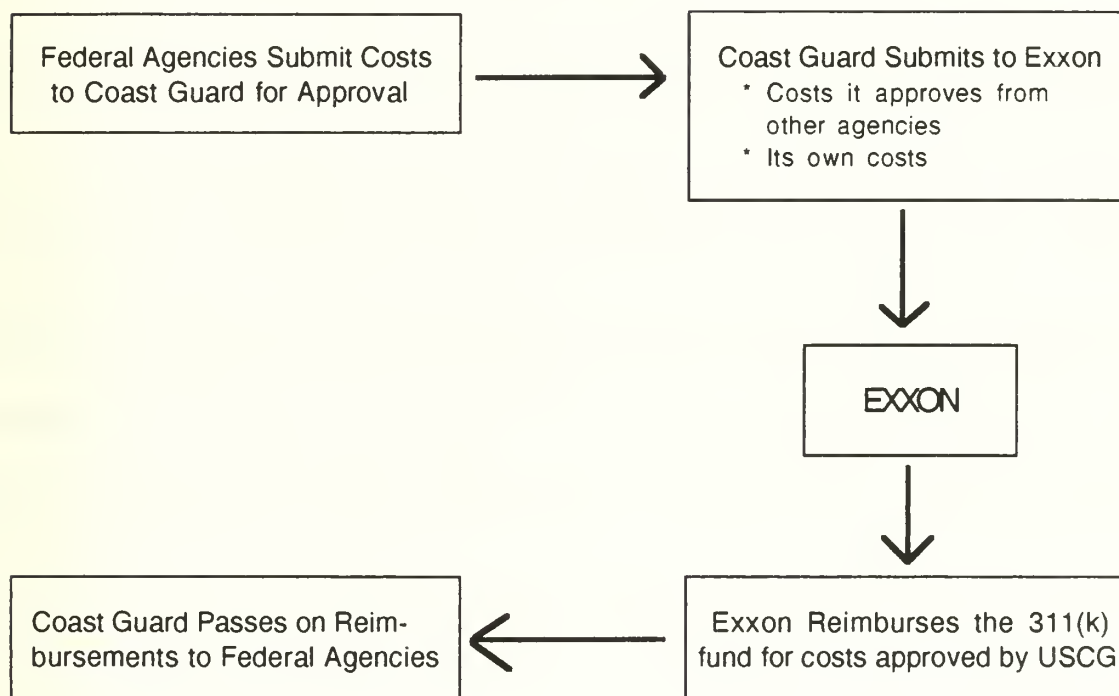 Federal Agencies Submit Costs
to Coast Guard for Approval
Coast Guard Submits to Exxon
* Costs it approves from
other agencies
* Its own costs
EXXON
Exxon Reimburses the 311(k)
fund for costs approved by USCG
Coast Guard Passes on Reim-
bursements to Federal Agencies